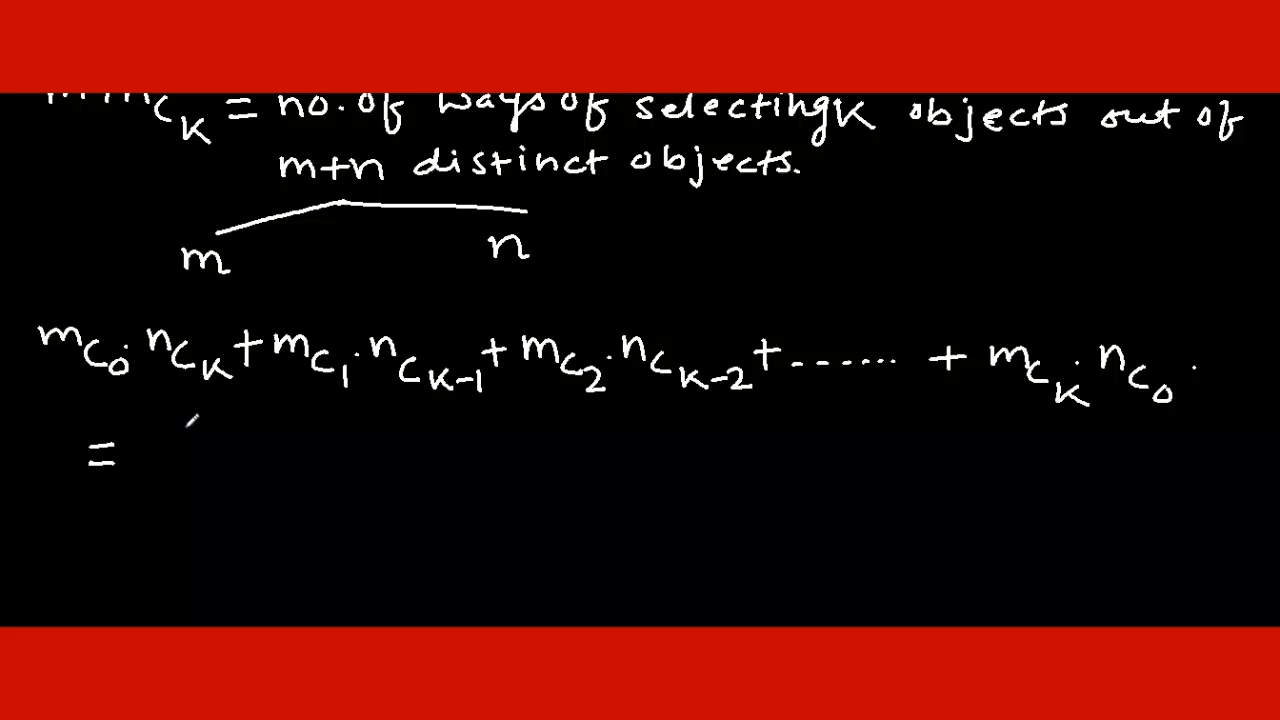 m+nCK = no. of ways of selecting K objects out of
m+n distinct objects.
m n
mC0. nCK + mC1. nCK-1 + mC2. nCK-2 + ....... + mCK. nC0.
=